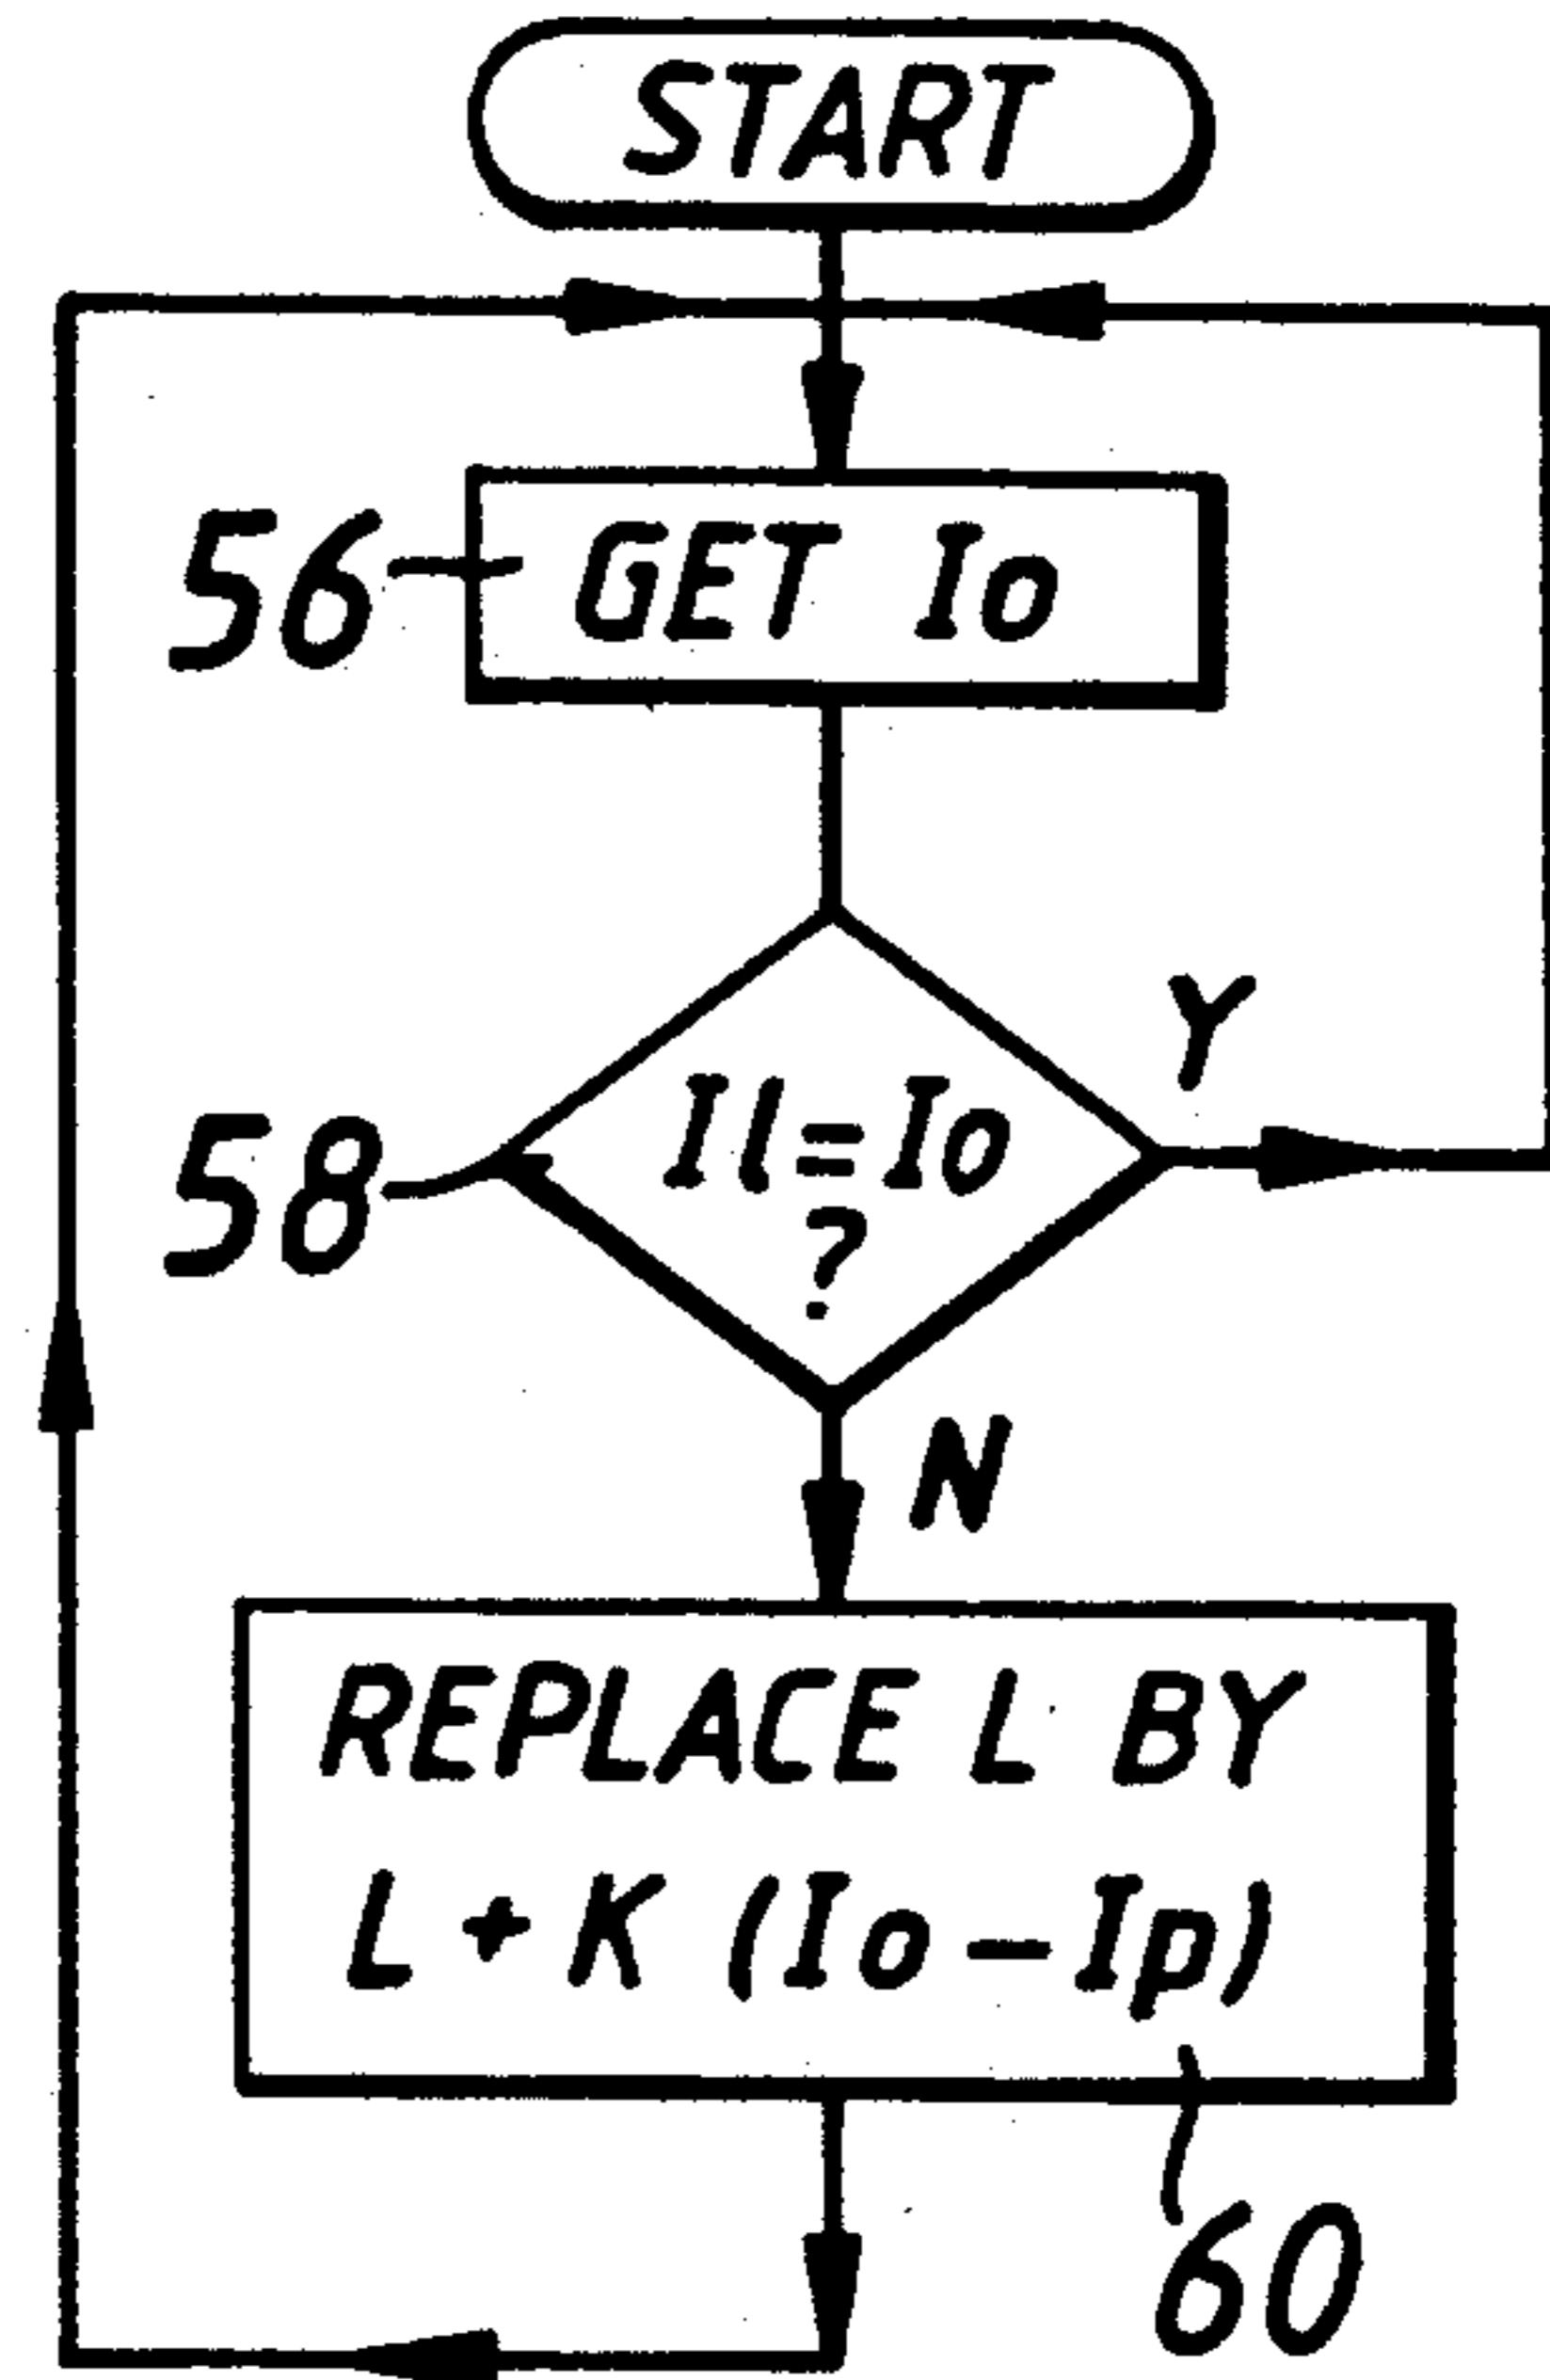 START
56
GET Io
Y
58
Il=Io
?
N
REPLACE L BY
L + K (Io - Ip)
60